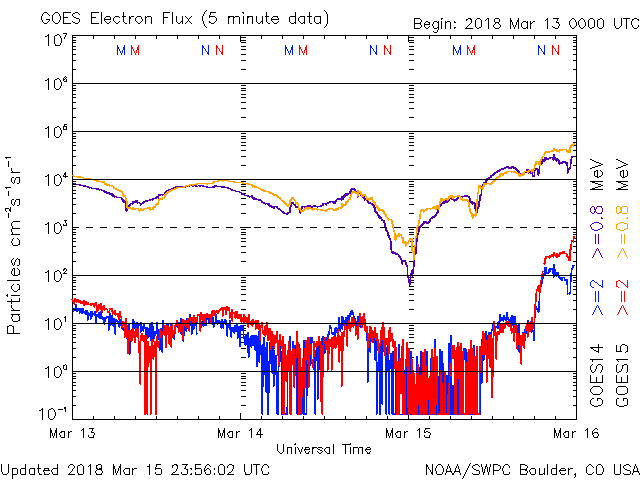 GOES Electron Flux (5 minute data)
Begin: 2018 Mar 13 0000 UTC
M M N N M M N N M M N N
10⁷
10⁶
10⁵
10⁴
10³
10²
10¹
10⁰
10⁻¹
Particles cm⁻²s⁻¹sr⁻¹
Mar 13 Mar 14 Mar 15 Mar 16
Universal Time
GOES14 >=2 >=0.8 MeV
GOES15 >=2 >=0.8 MeV
Updated 2018 Mar 15 23:56:02 UTC
NOAA/SWPC Boulder, CO USA